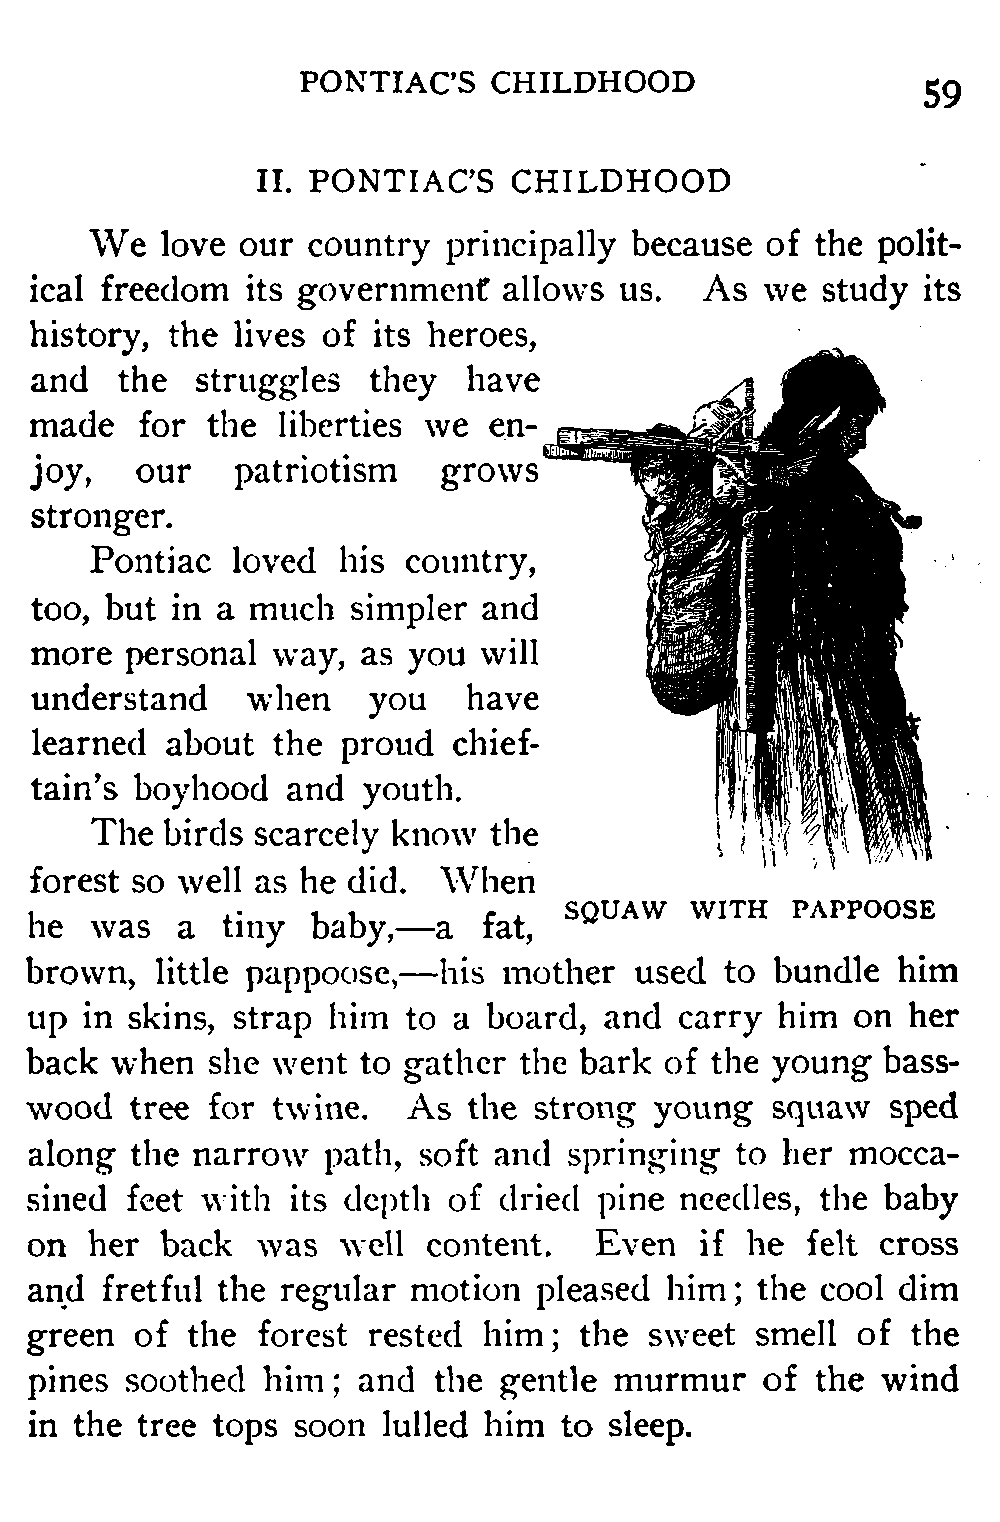 PONTIAC'S CHILDHOOD
59
II. PONTIAC'S CHILDHOOD
We love our country principally because of the polit-
ical freedom its government allows us. As we study its
history, the lives of its heroes,
and the struggles they have
made for the liberties we en-
joy, our patriotism grows
stronger.
Pontiac loved his country,
too, but in a much simpler and
more personal way, as you will
understand when you have
learned about the proud chief-
tain's boyhood and youth.
The birds scarcely know the
forest so well as he did. When
he was a tiny baby,—a fat,
SQUAW WITH PAPPOOSE
brown, little pappoose,—his mother used to bundle him
up in skins, strap him to a board, and carry him on her
back when she went to gather the bark of the young bass-
wood tree for twine. As the strong young squaw sped
along the narrow path, soft and springing to her mocca-
sined feet with its depth of dried pine needles, the baby
on her back was well content. Even if he felt cross
and fretful the regular motion pleased him; the cool dim
green of the forest rested him; the sweet smell of the
pines soothed him; and the gentle murmur of the wind
in the tree tops soon lulled him to sleep.